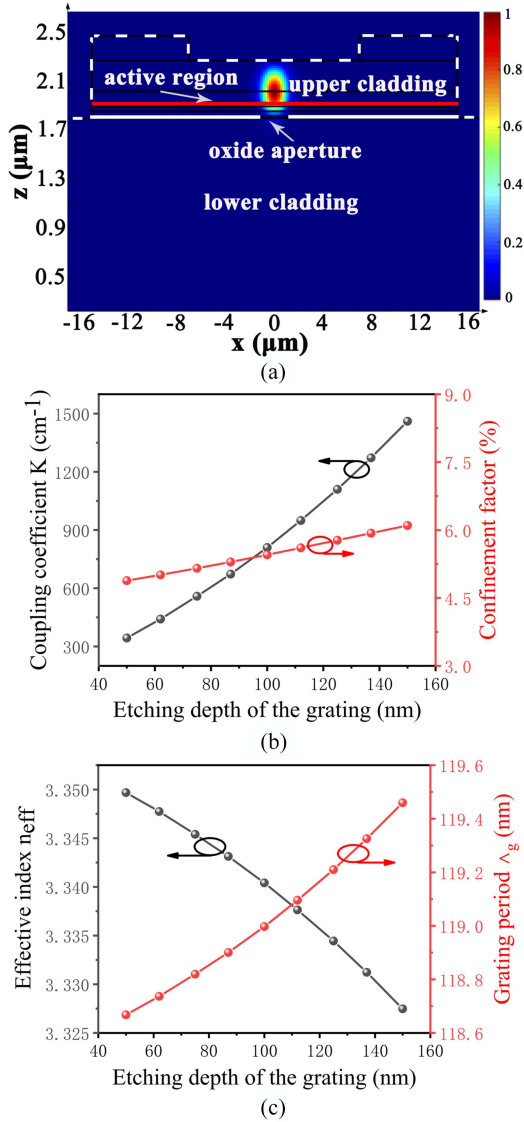 2.5
2.1
1.7
1.3
0.9
0.5
z (μm)
active region
upper cladding
oxide aperture
lower cladding
-16 -12 -8 -4 0 4 8 12 16
x (μm)
1
0.8
0.6
0.4
0.2
0
(a)
Coupling coefficient K (cm⁻¹)
1500
1200
900
600
300
9.0
7.5
6.0
4.5
3.0
Confinement factor (%)
40 60 80 100 120 140 160
Etching depth of the grating (nm)
(b)
Effective index neff
3.350
3.345
3.340
3.335
3.330
3.325
119.6
119.4
119.2
119.0
118.8
118.6
Grating period ^g (nm)
40 60 80 100 120 140 160
Etching depth of the grating (nm)
(c)